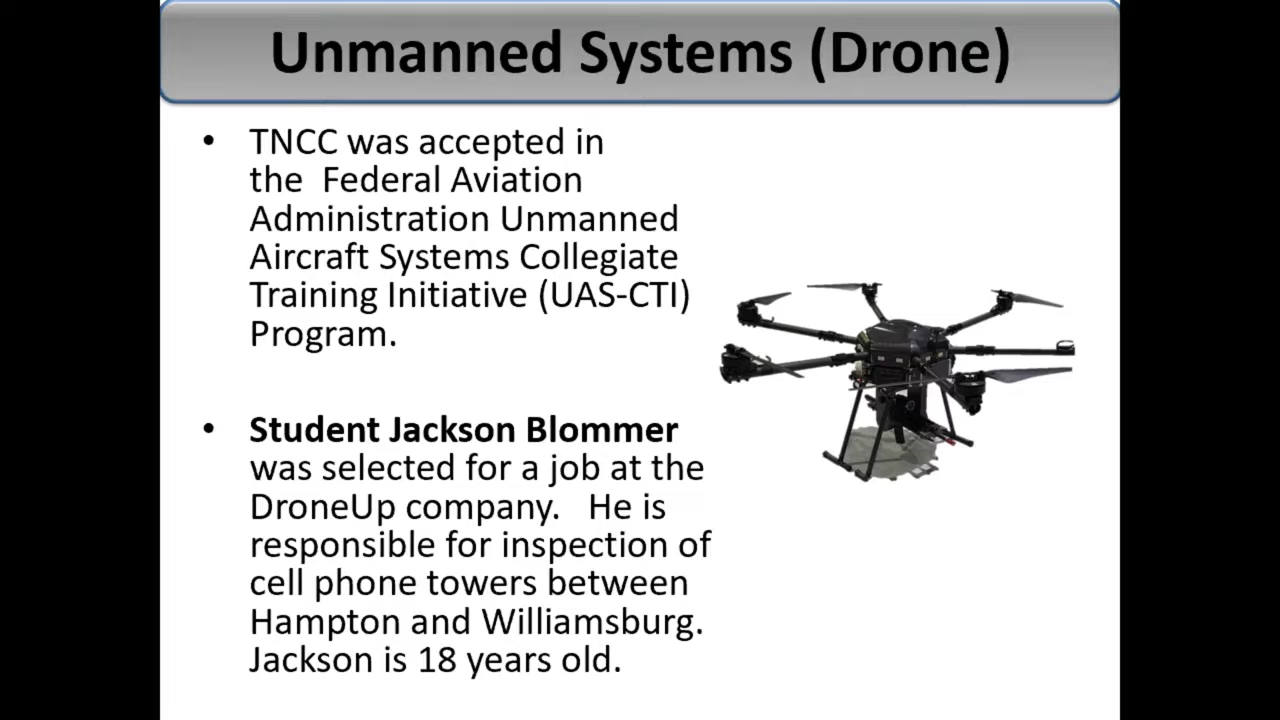 Unmanned Systems (Drone)
• TNCC was accepted in
the  Federal Aviation
Administration Unmanned
Aircraft Systems Collegiate
Training Initiative (UAS-CTI)
Program.
• Student Jackson Blommer
was selected for a job at the
DroneUp company.   He is
responsible for inspection of
cell phone towers between
Hampton and Williamsburg.
Jackson is 18 years old.